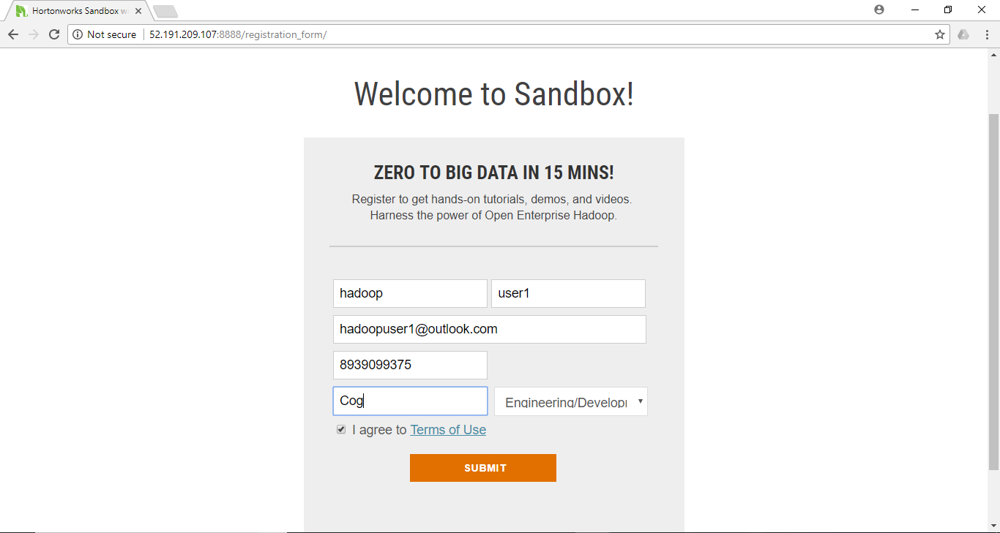 Hortonworks Sandbox w
Not secure 52.191.209.107:8888/registration_form/
Welcome to Sandbox!
ZERO TO BIG DATA IN 15 MINS!
Register to get hands-on tutorials, demos, and videos.
Harness the power of Open Enterprise Hadoop.
hadoop user1
hadoopuser1@outlook.com
8939099375
Cog Engineering/Develop
I agree to Terms of Use
SUBMIT